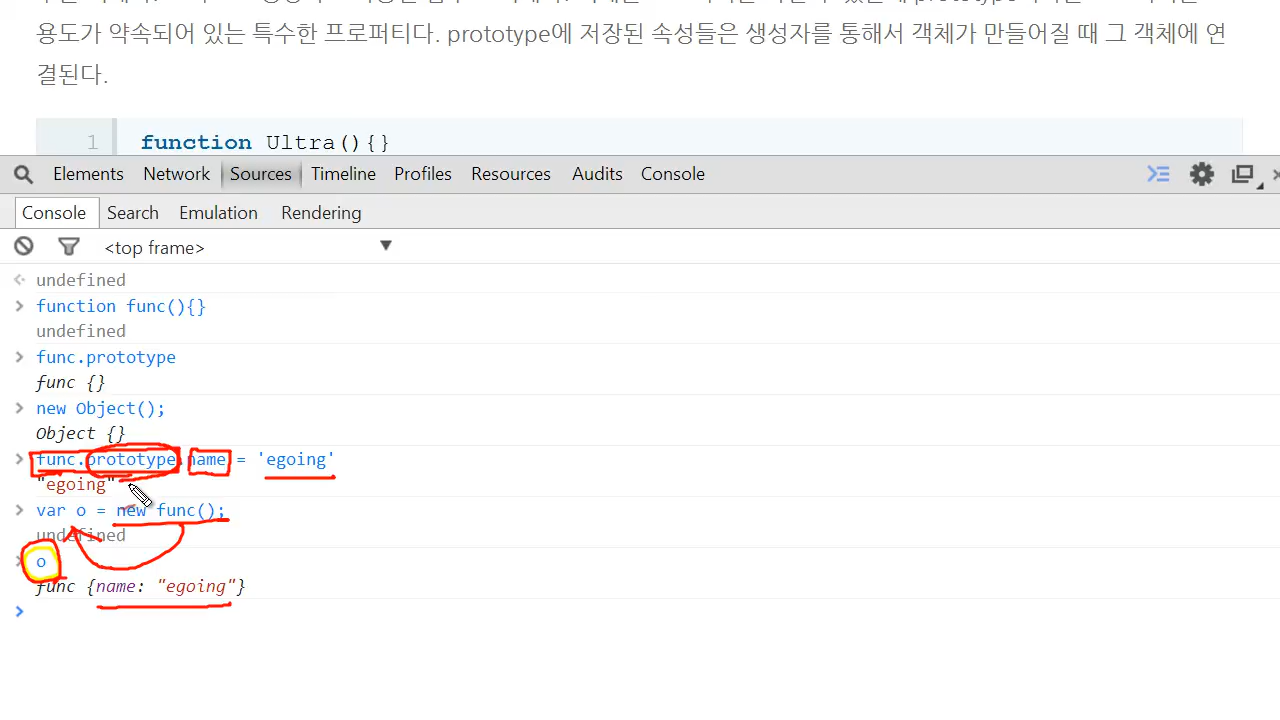 용도가 약속되어 있는 특수한 프로퍼티다. prototype에 저장된 속성들은 생성자를 통해서 객체가 만들어질 때 그 객체에 연
결된다.
1 function Ultra(){}
Elements Network Sources Timeline Profiles Resources Audits Console
Console Search Emulation Rendering
<top frame>
undefined
function func(){}
undefined
func.prototype
func {}
new Object();
Object {}
func.prototype.name = 'egoing'
"egoing"
var o = new func();
undefined
o
func {name: "egoing"}